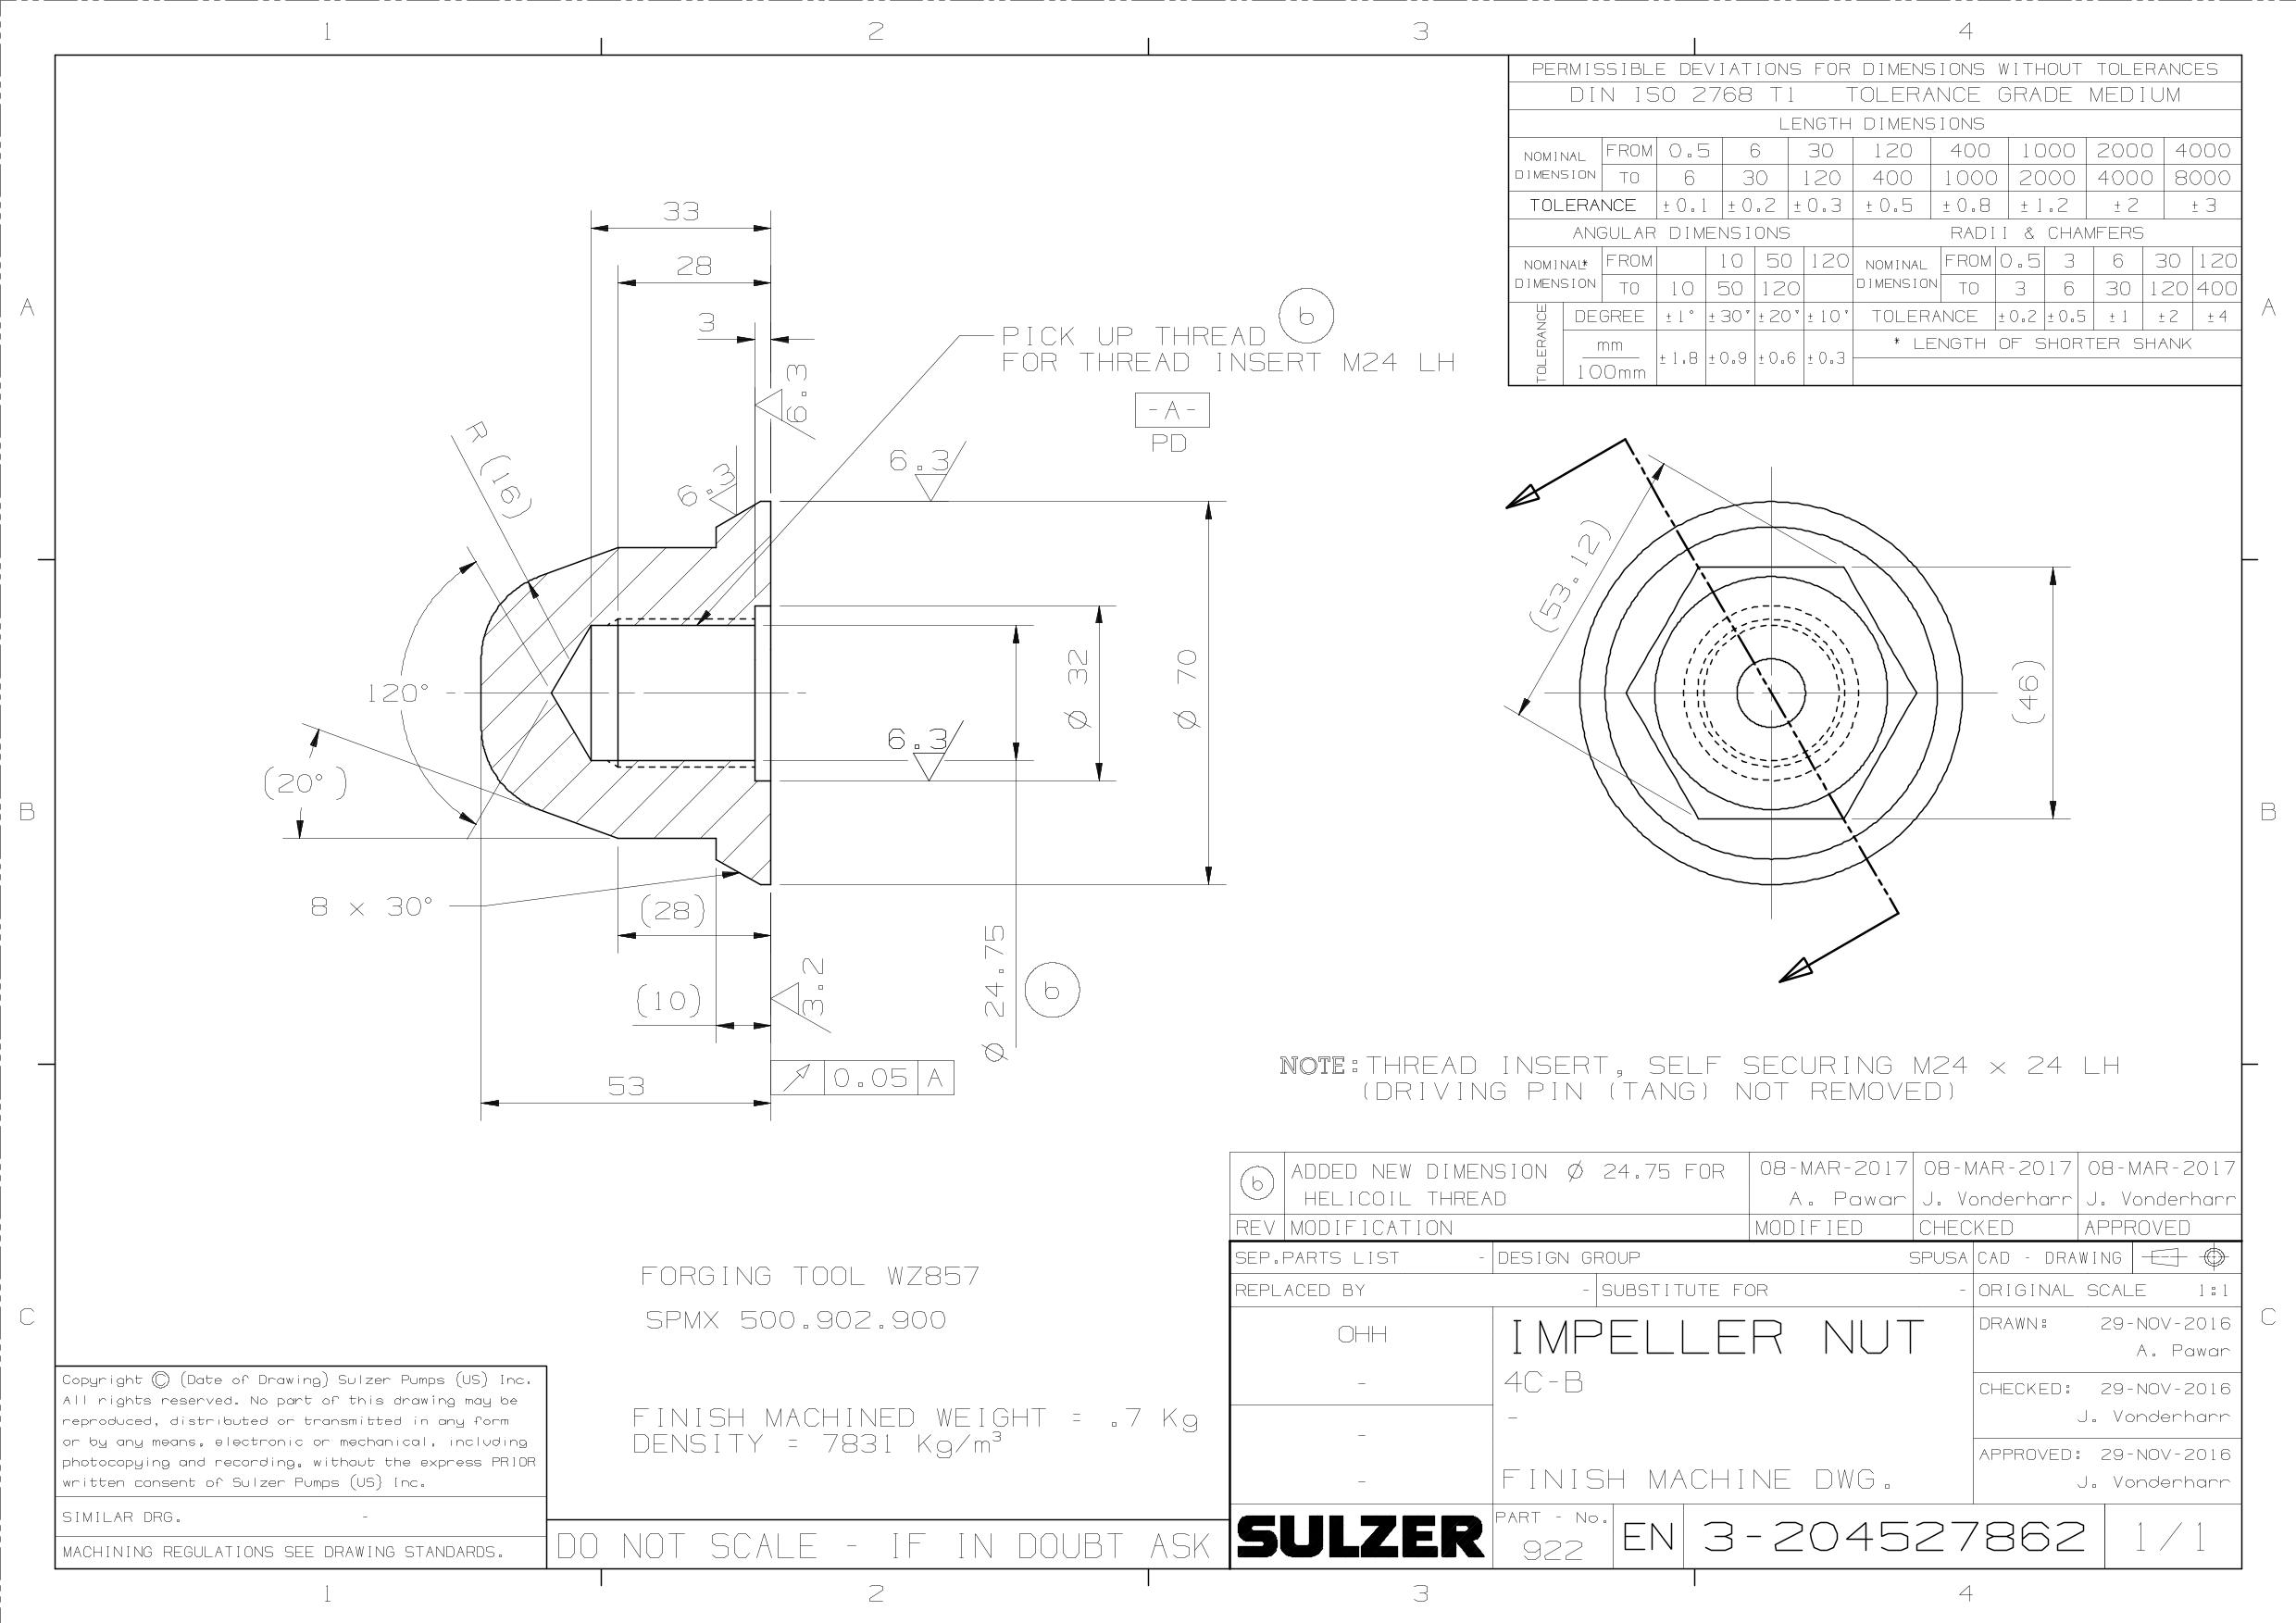 1 2 3 4
A
B
C
A
B
C
PERMISSIBLE DEVIATIONS FOR DIMENSIONS WITHOUT TOLERANCES
DIN ISO 2768 T1 TOLERANCE GRADE MEDIUM
LENGTH DIMENSIONS
NOMINAL DIMENSION FROM 0.5 6 30 120 400 1000 2000 4000
TO 6 30 120 400 1000 2000 4000 8000
TOLERANCE ±0.1 ±0.2 ±0.3 ±0.5 ±0.8 ±1.2 ±2 ±3
ANGULAR DIMENSIONS RADII & CHAMFERS
NOMINAL* DIMENSION FROM 10 50 120 NOMINAL DIMENSION FROM 0.5 3 6 30 120
TO 10 50 120 TO 3 6 30 120 400
TOLERANCE DEGREE ±1° ±30' ±20' ±10' TOLERANCE ±0.2 ±0.5 ±1 ±2 ±4
mm
100mm ±1.8 ±0.9 ±0.6 ±0.3
* LENGTH OF SHORTER SHANK
33
28
3
PICK UP THREAD b
FOR THREAD INSERT M24 LH
-A-
PD
6.3
6.3
6.3
R (16)
120°
(20°)
8 x 30°
6.3
Ø 32
Ø 70
Ø 24.75 b
(28)
(10)
3.2
0.05 A
53
(53.12)
(46)
NOTE:THREAD INSERT, SELF SECURING M24 x 24 LH
(DRIVING PIN (TANG) NOT REMOVED)
FORGING TOOL WZ857
SPMX 500.902.900
FINISH MACHINED WEIGHT = .7 Kg
DENSITY = 7831 Kg/m³
b ADDED NEW DIMENSION Ø 24.75 FOR 08-MAR-2017 08-MAR-2017 08-MAR-2017
HELICOIL THREAD A. Pawar J. Vonderharr J. Vonderharr
REV MODIFICATION MODIFIED CHECKED APPROVED
SEP.PARTS LIST - DESIGN GROUP SPUSA CAD - DRAWING
REPLACED BY - SUBSTITUTE FOR - ORIGINAL SCALE 1:1
OHH
-
-
-
IMPELLER NUT
4C-B
-
FINISH MACHINE DWG.
DRAWN: 29-NOV-2016
A. Pawar
CHECKED: 29-NOV-2016
J. Vonderharr
APPROVED: 29-NOV-2016
J. Vonderharr
SULZER
PART - No.
922
EN 3-204527862 1/1
Copyright © (Date of Drawing) Sulzer Pumps (US) Inc.
All rights reserved. No part of this drawing may be
reproduced, distributed or transmitted in any form
or by any means, electronic or mechanical, including
photocopying and recording, without the express PRIOR
written consent of Sulzer Pumps (US) Inc.
SIMILAR DRG. -
MACHINING REGULATIONS SEE DRAWING STANDARDS.
DO NOT SCALE - IF IN DOUBT ASK
1 2 3 4